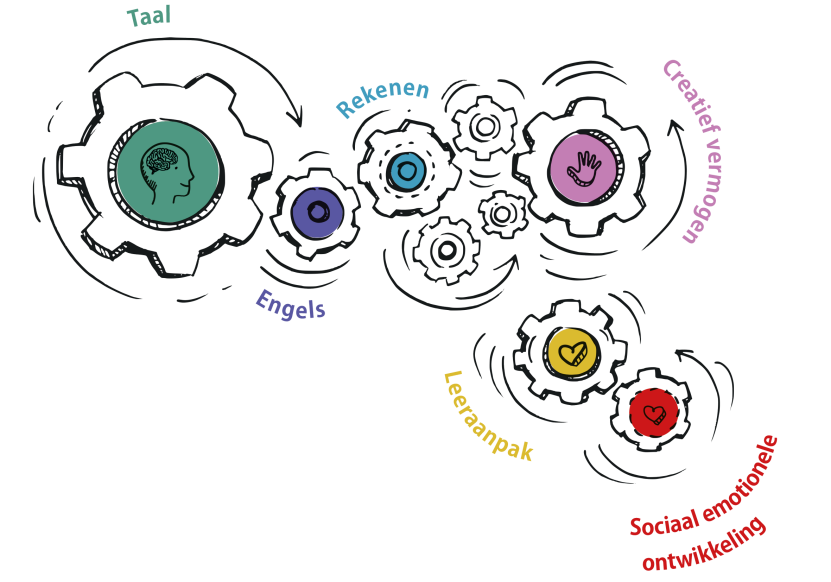 Taal
Rekenen
Creatief vermogen
Engels
Leeraanpak
Sociaal emotionele
ontwikkeling